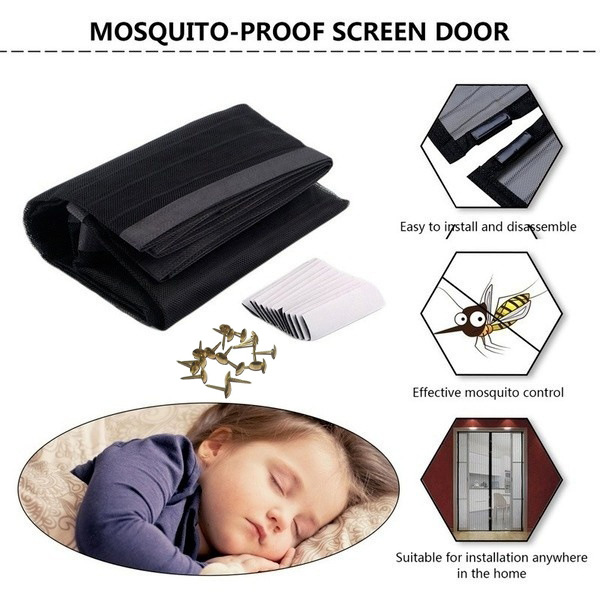 MOSQUITO-PROOF SCREEN DOOR
Easy to install and disassemble
Effective mosquito control
Suitable for installation anywhere
in the home